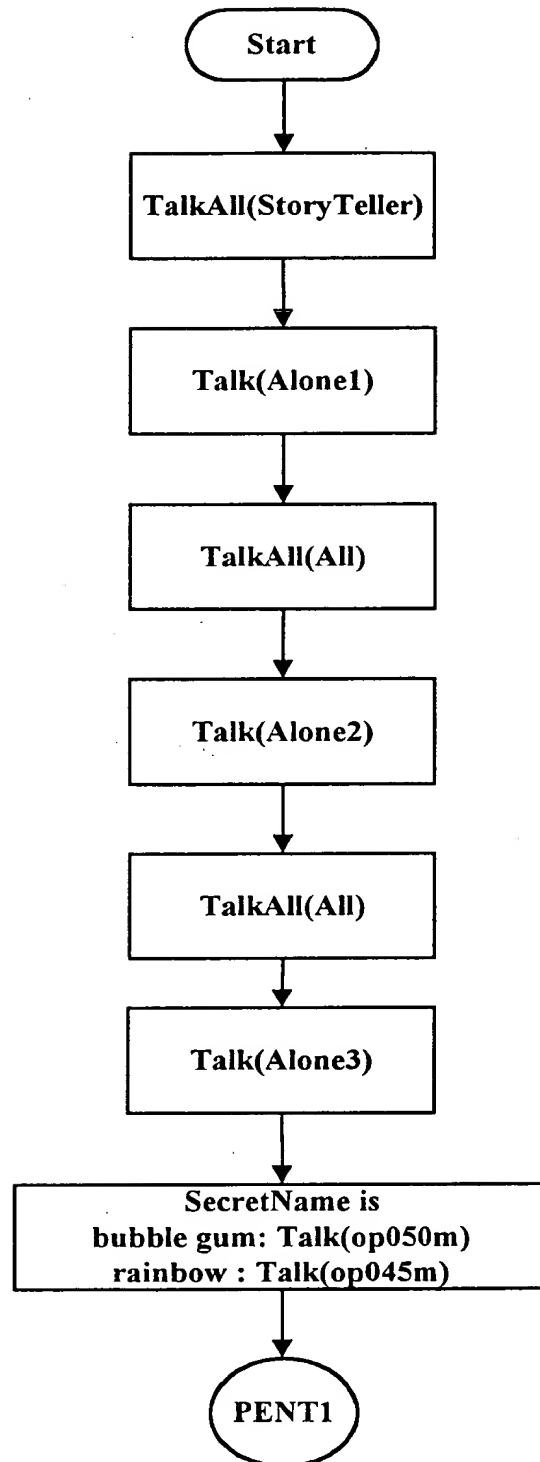 Start
TalkAll(StoryTeller)
Talk(Alone1)
TalkAll(All)
Talk(Alone2)
TalkAll(All)
Talk(Alone3)
SecretName is
bubble gum: Talk(op050m)
rainbow : Talk(op045m)
PENT1